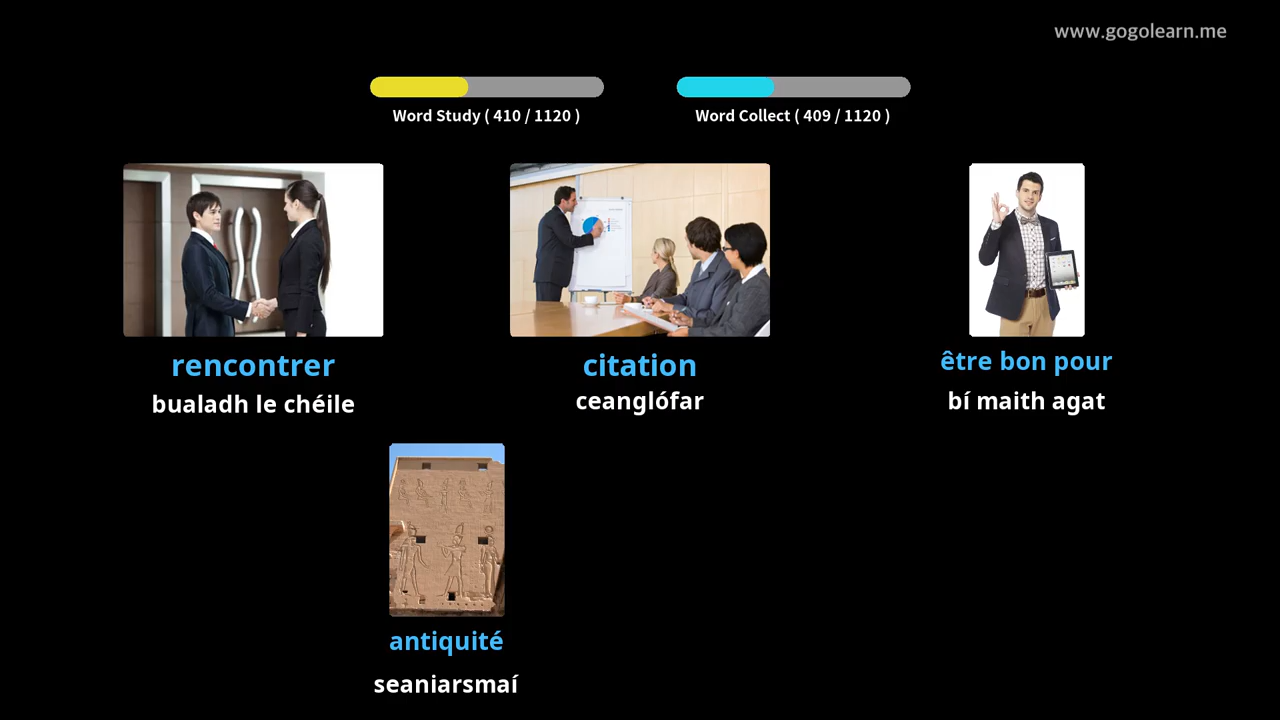 www.gogolearn.me
Word Study ( 410 / 1120 )
Word Collect ( 409 / 1120 )
rencontrer
bualadh le chéile
citation
ceanglófar
être bon pour
bí maith agat
antiquité
seaniarsmaí